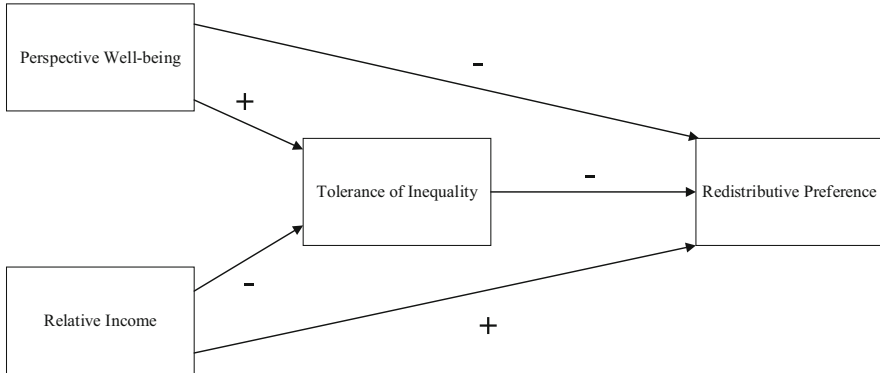 Perspective Well-being
-
+
Tolerance of Inequality
-
Redistributive Preference
-
Relative Income
+